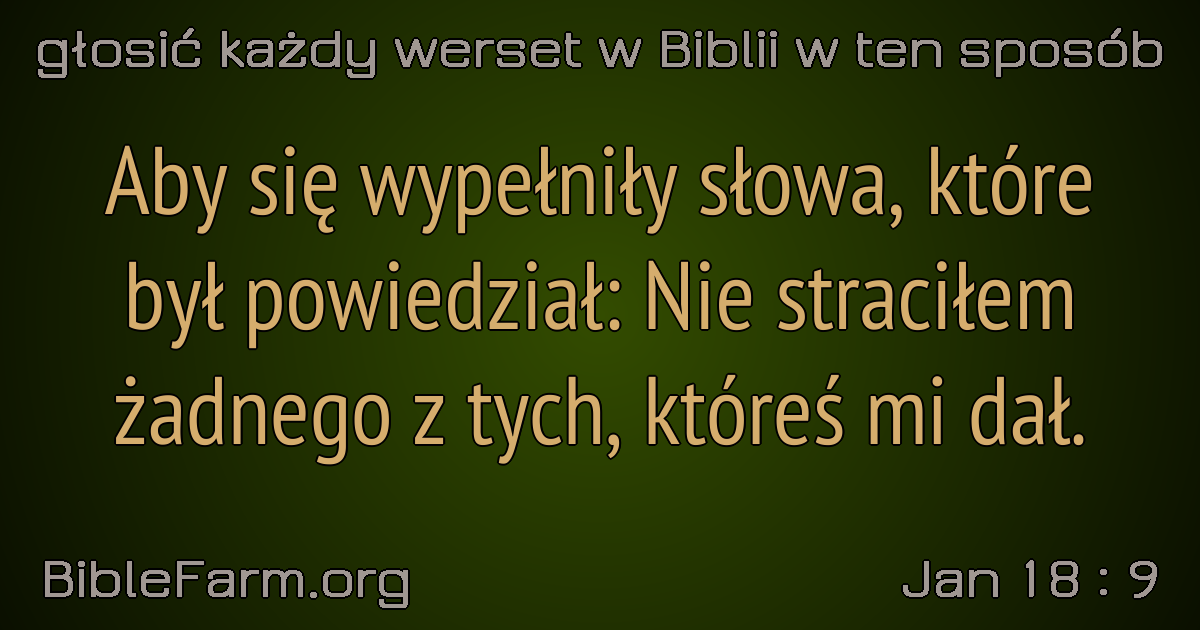 głosić każdy werset w Biblii w ten sposób
Aby się wypełniły słowa, które
był powiedział: Nie straciłem
żadnego z tych, któreś mi dał.
BibleFarm.org
Jan 18 : 9